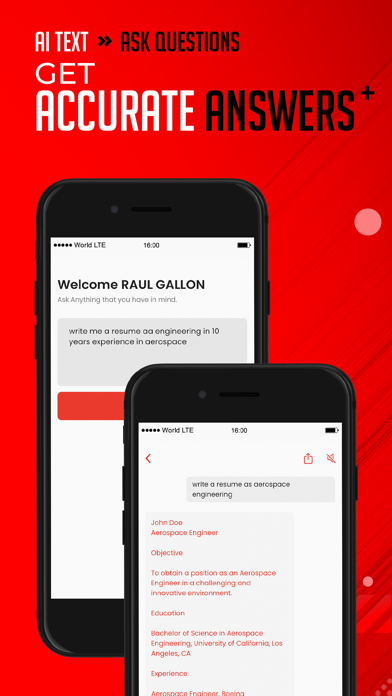 AI TEXT » ASK QUESTIONS
GET
ACCURATE ANSWERS+
World LTE 16:00
Welcome RAUL GALLON
Ask Anything that you have in mind.
write me a resume aa engineering in 10
years experience in aerospace
World LTE 16:00
write a resume as aerospace
engineering
John Doe
Aerospace Engineer
Objective
To obtain a position as an Aerospace
Engineer in a challenging and
innovative environment.
Education
Bachelor of Science in Aerospace
Engineering, University of California, Los
Angeles, CA
Experience
Aerospace Engineer, Boeing